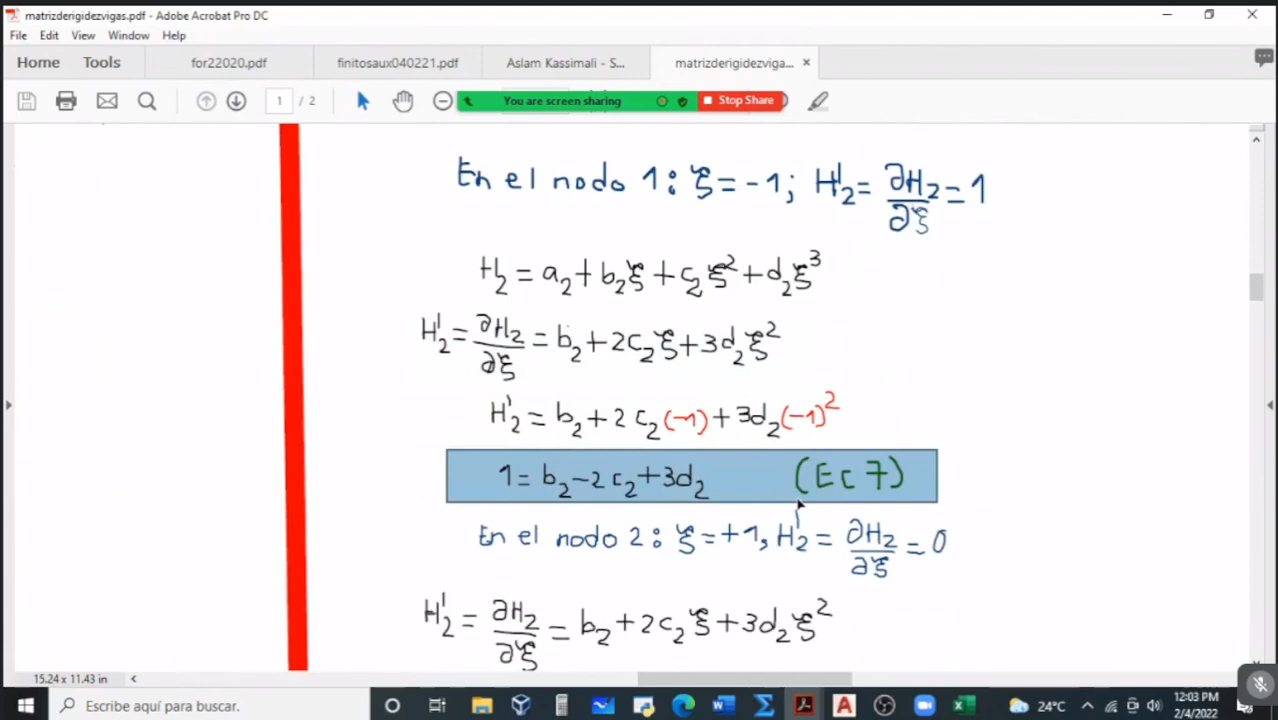 matrizderigidezvigas.pdf - Adobe Acrobat Pro DC
File Edit View Window Help
Home Tools for22020.pdf finitosaux040221.pdf Aslam Kassimali - S... matrizderigidezviga... ×
1 / 2 You are screen sharing Stop Share
En el nodo 1: ξ = -1; H'₂ = ∂H₂/∂ξ = 1
H₂ = a₂ + b₂ξ + c₂ξ² + d₂ξ³
H'₂ = ∂H₂/∂ξ = b₂ + 2c₂ξ + 3d₂ξ²
H'₂ = b₂ + 2c₂(-1) + 3d₂(-1)²
1 = b₂ - 2c₂ + 3d₂ (Ec 7)
En el nodo 2: ξ = +1, H'₂ = ∂H₂/∂ξ = 0
H'₂ = ∂H₂/∂ξ = b₂ + 2c₂ξ + 3d₂ξ²
15.24 x 11.43 in
Escribe aquí para buscar. 24°C 12:03 PM
2/4/2022